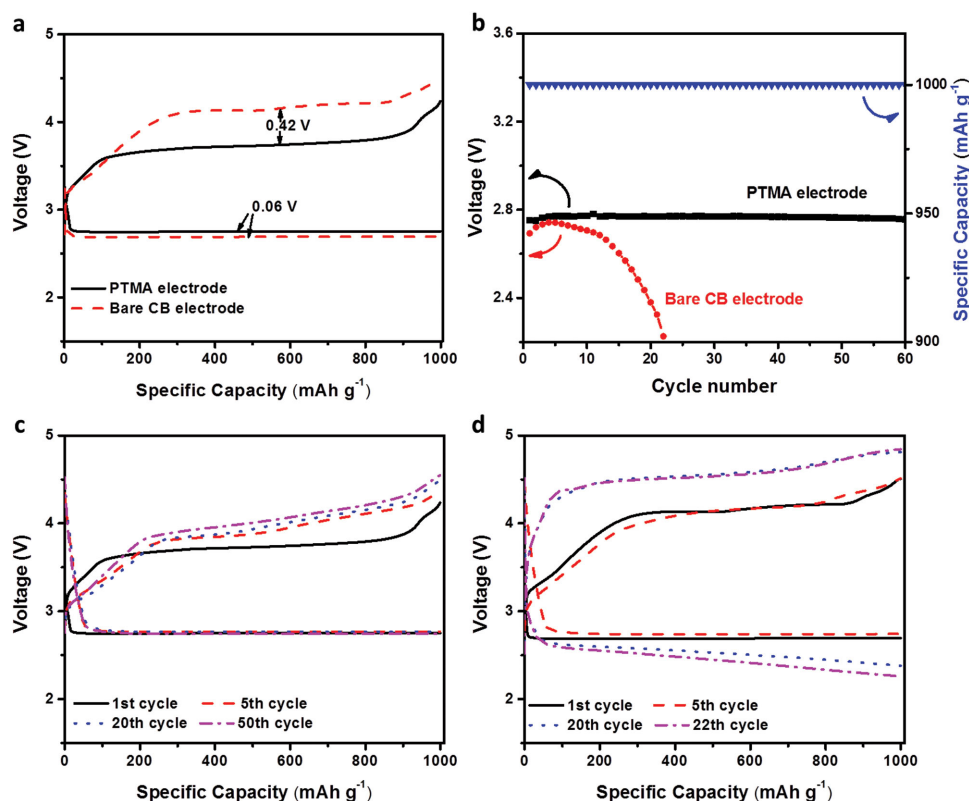 a
5
4
3
2
Voltage (V)
0.42 V
0.06 V
PTMA electrode
Bare CB electrode
0 200 400 600 800 1000
Specific Capacity (mAh g⁻¹)
b
3.6
3.2
2.8
2.4
Voltage (V)
PTMA electrode
Bare CB electrode
1000
950
900
Specific Capacity (mAh g⁻¹)
0 10 20 30 40 50 60
Cycle number
c
5
4
3
2
Voltage (V)
1st cycle 5th cycle
20th cycle 50th cycle
0 200 400 600 800 1000
Specific Capacity (mAh g⁻¹)
d
5
4
3
2
Voltage (V)
1st cycle 5th cycle
20th cycle 22th cycle
0 200 400 600 800 1000
Specific Capacity (mAh g⁻¹)